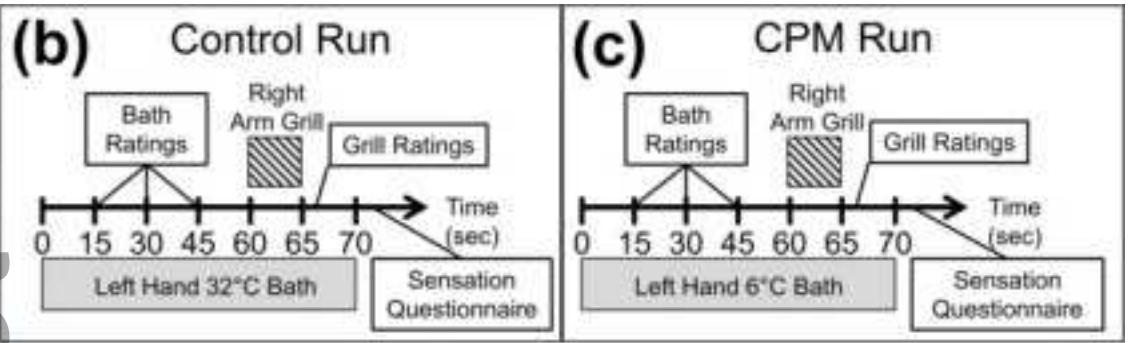 (b) Control Run
Right
Arm Grill
Bath
Ratings
Grill Ratings
Time
(sec)
0 15 30 45 60 65 70
Left Hand 32°C Bath
Sensation
Questionnaire
(c) CPM Run
Right
Arm Grill
Bath
Ratings
Grill Ratings
Time
(sec)
0 15 30 45 60 65 70
Left Hand 6°C Bath
Sensation
Questionnaire